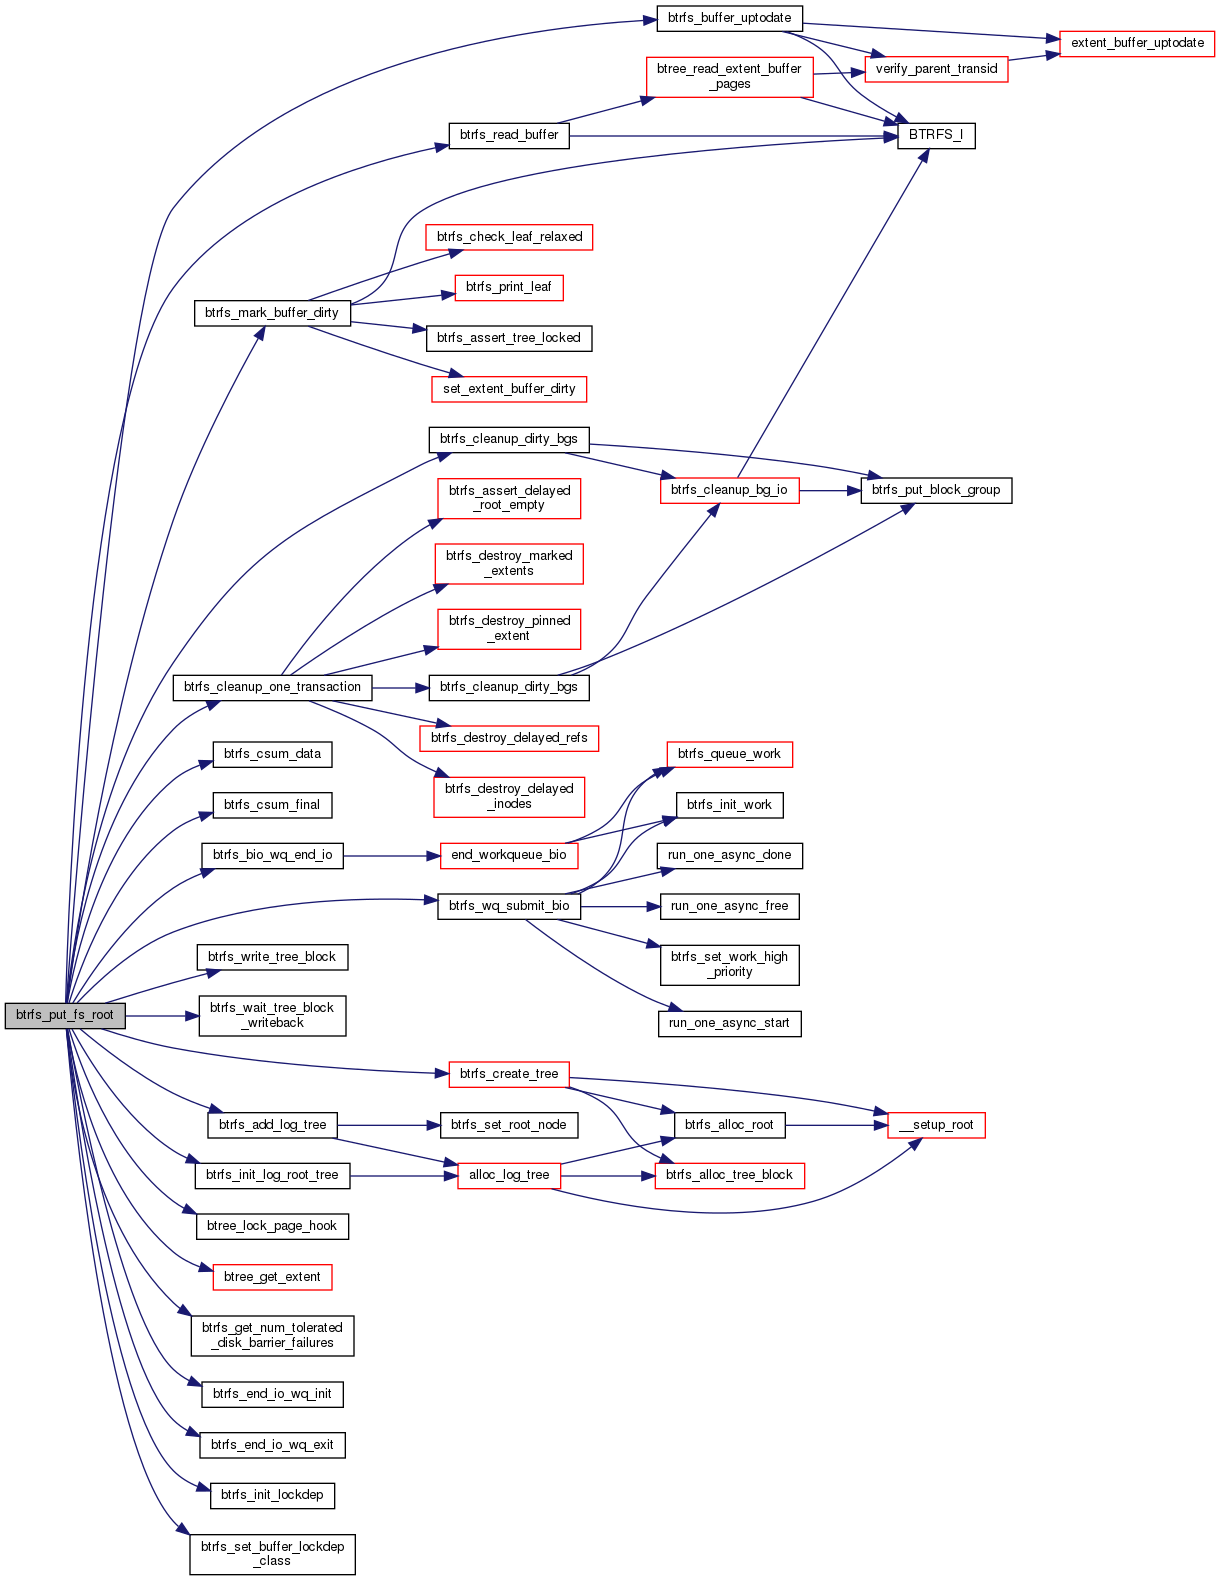 btrfs_buffer_uptodate
extent_buffer_uptodate
btree_read_extent_buffer
_pages
verify_parent_transid
btrfs_read_buffer
BTRFS_I
btrfs_check_leaf_relaxed
btrfs_print_leaf
btrfs_mark_buffer_dirty
btrfs_assert_tree_locked
set_extent_buffer_dirty
btrfs_cleanup_dirty_bgs
btrfs_assert_delayed
_root_empty
btrfs_cleanup_bg_io
btrfs_put_block_group
btrfs_destroy_marked
_extents
btrfs_destroy_pinned
_extent
btrfs_cleanup_one_transaction
btrfs_cleanup_dirty_bgs
btrfs_destroy_delayed_refs
btrfs_csum_data
btrfs_queue_work
btrfs_destroy_delayed
_inodes
btrfs_csum_final
btrfs_init_work
btrfs_bio_wq_end_io
end_workqueue_bio
run_one_async_done
btrfs_wq_submit_bio
run_one_async_free
btrfs_write_tree_block
btrfs_set_work_high
_priority
btrfs_put_fs_root
btrfs_wait_tree_block
_writeback
run_one_async_start
btrfs_create_tree
btrfs_add_log_tree
btrfs_set_root_node
btrfs_alloc_root
__setup_root
btrfs_init_log_root_tree
alloc_log_tree
btrfs_alloc_tree_block
btree_lock_page_hook
btree_get_extent
btrfs_get_num_tolerated
_disk_barrier_failures
btrfs_end_io_wq_init
btrfs_end_io_wq_exit
btrfs_init_lockdep
btrfs_set_buffer_lockdep
_class